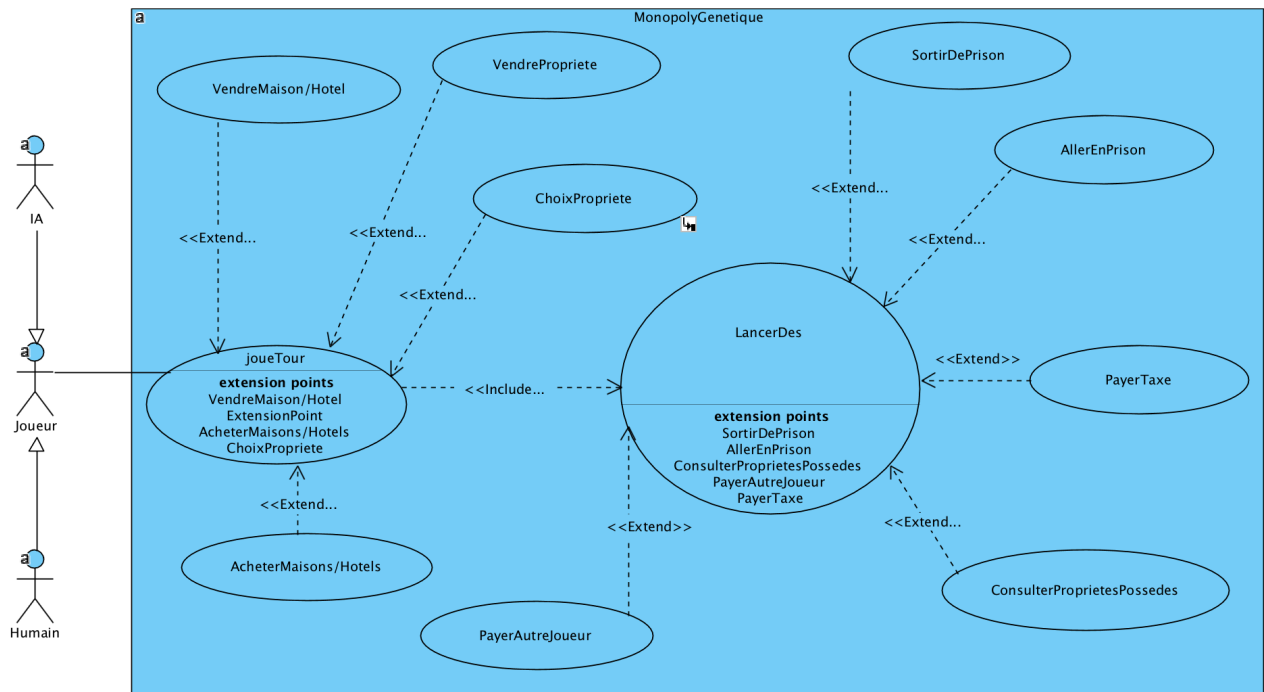 a
MonopolyGenetique
VendreMaison/Hotel
VendrePropriete
SortirDePrison
AllerEnPrison
ChoixPropriete
a
IA
<<Extend...
<<Extend...
<<Extend...
<<Extend...
<<Extend...
a
Joueur
joueTour
extension points
VendreMaison/Hotel
ExtensionPoint
AcheterMaisons/Hotels
ChoixPropriete
<<Include...
LancerDes
extension points
SortirDePrison
AllerEnPrison
ConsulterProprietesPossedes
PayerAutreJoueur
PayerTaxe
<<Extend>>
PayerTaxe
<<Extend...
<<Extend>>
<<Extend...
a
Humain
AcheterMaisons/Hotels
PayerAutreJoueur
ConsulterProprietesPossedes